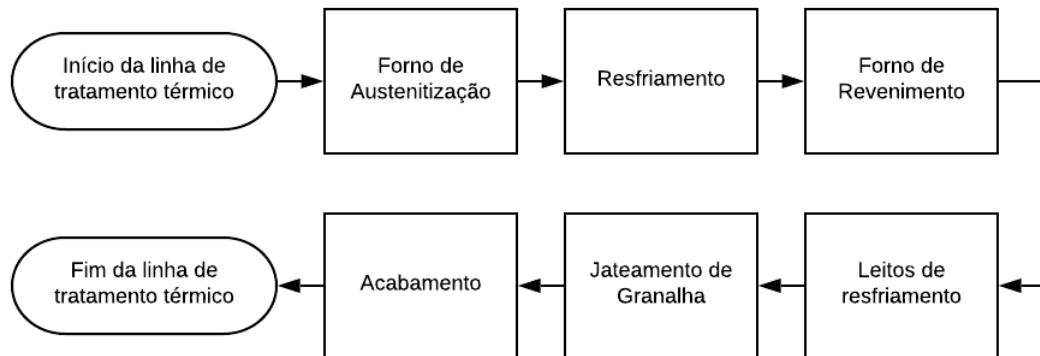 Início da linha de
tratamento térmico
Forno de
Austenitização
Resfriamento
Forno de
Revenimento
Leitos de
resfriamento
Jateamento de
Granalha
Acabamento
Fim da linha de
tratamento térmico